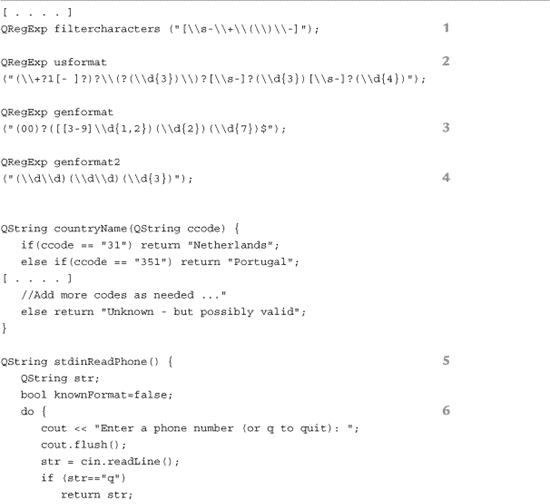 [ . . . . ]
QRegExp filtercharacters ("[\\s-\\+\\(\\)\\-]"); 1
QRegExp usformat 2
("(\\+?1[- ]?)?\\(?(\\d{3})\\)?[\\s-]?(\\d{3})[\\s-]?(\\d{4})");
QRegExp genformat
("(00)?([[3-9]\\d{1,2})(\\d{2})(\\d{7})$"); 3
QRegExp genformat2
("(\\d\\d)(\\d\\d)(\\d{3})"); 4
QString countryName(QString ccode) {
if(ccode == "31") return "Netherlands";
else if(ccode == "351") return "Portugal";
[ . . . . ]
//Add more codes as needed ..."
else return "Unknown - but possibly valid";
}
QString stdinReadPhone() { 5
QString str;
bool knownFormat=false;
do { 6
cout << "Enter a phone number (or q to quit): ";
cout.flush();
str = cin.readLine();
if (str=="q")
return str;